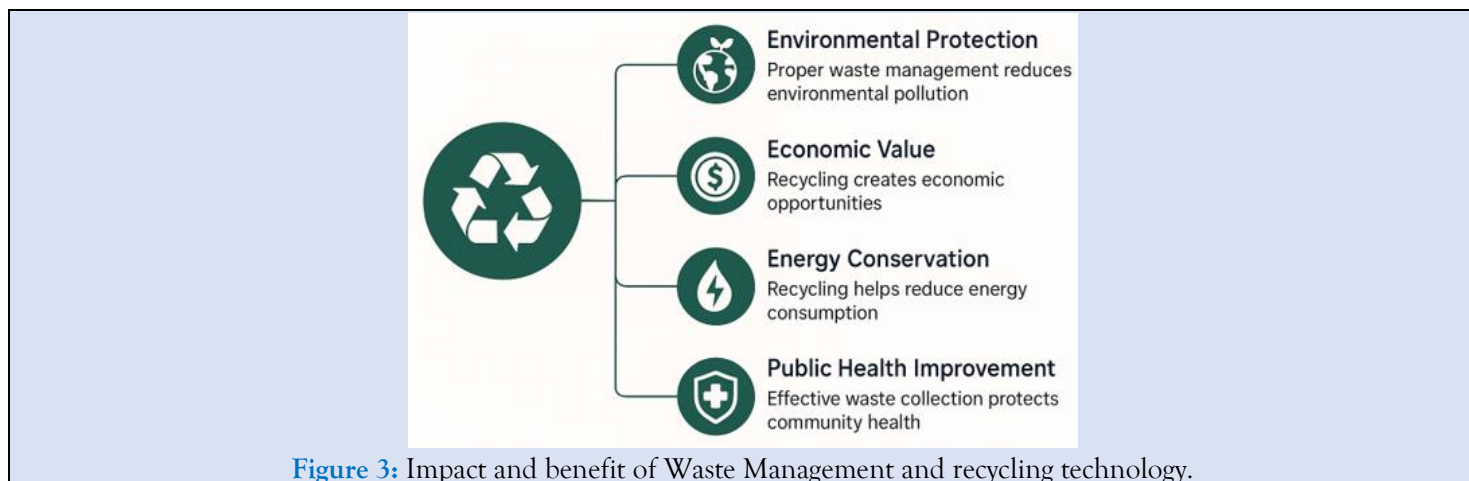 Environmental Protection
Proper waste management reduces
environmental pollution
Economic Value
$
Recycling creates economic
opportunities
Energy Conservation
Recycling helps reduce energy
consumption
Public Health Improvement
Effective waste collection protects
community health
Figure 3: Impact and benefit of Waste Management and recycling technology.